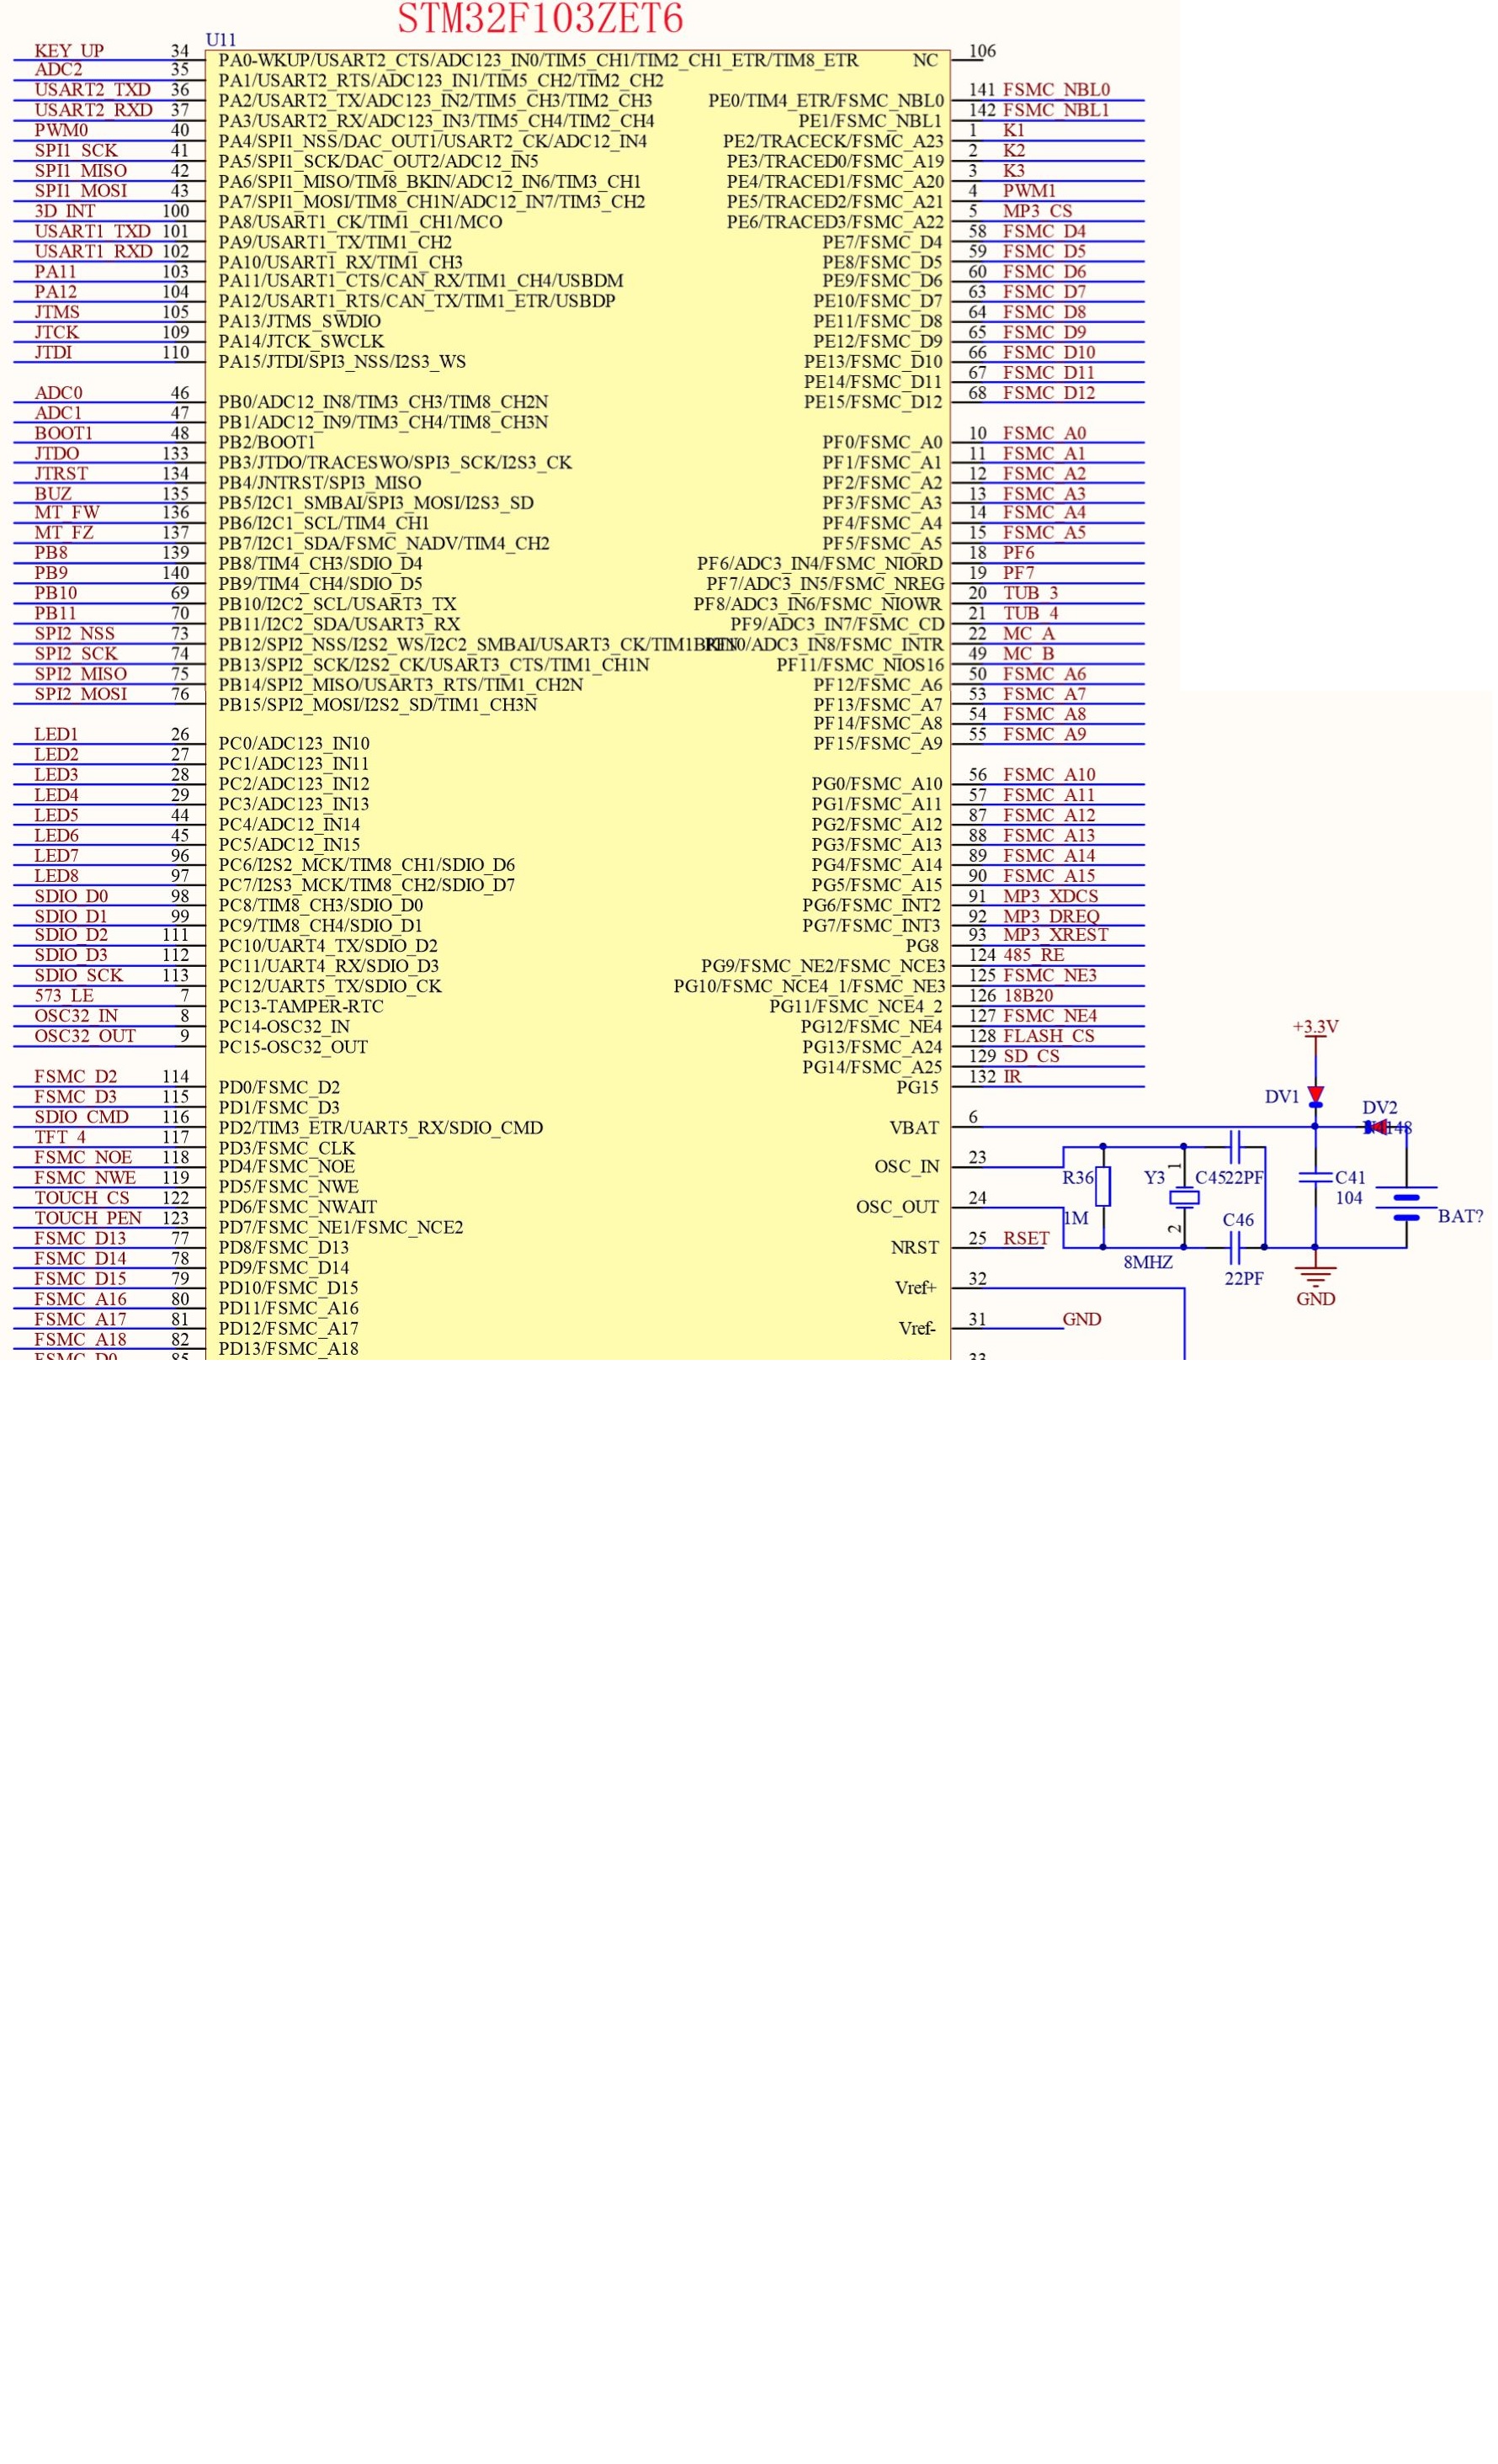 STM32F103ZET6
U11
KEY_UP 34 PA0-WKUP/USART2_CTS/ADC123_IN0/TIM5_CH1/TIM2_CH1_ETR/TIM8_ETR
ADC2 35 PA1/USART2_RTS/ADC123_IN1/TIM5_CH2/TIM2_CH2
USART2_TXD 36 PA2/USART2_TX/ADC123_IN2/TIM5_CH3/TIM2_CH3
USART2_RXD 37 PA3/USART2_RX/ADC123_IN3/TIM5_CH4/TIM2_CH4
PWM0 40 PA4/SPI1_NSS/DAC_OUT1/USART2_CK/ADC12_IN4
SPI1_SCK 41 PA5/SPI1_SCK/DAC_OUT2/ADC12_IN5
SPI1_MISO 42 PA6/SPI1_MISO/TIM8_BKIN/ADC12_IN6/TIM3_CH1
SPI1_MOSI 43 PA7/SPI1_MOSI/TIM8_CH1N/ADC12_IN7/TIM3_CH2
3D_INT 100 PA8/USART1_CK/TIM1_CH1/MCO
USART1_TXD 101 PA9/USART1_TX/TIM1_CH2
USART1_RXD 102 PA10/USART1_RX/TIM1_CH3
PA11 103 PA11/USART1_CTS/CAN_RX/TIM1_CH4/USBDM
PA12 104 PA12/USART1_RTS/CAN_TX/TIM1_ETR/USBDP
JTMS 105 PA13/JTMS_SWDIO
JTCK 109 PA14/JTCK_SWCLK
JTDI 110 PA15/JTDI/SPI3_NSS/I2S3_WS
ADC0 46 PB0/ADC12_IN8/TIM3_CH3/TIM8_CH2N
ADC1 47 PB1/ADC12_IN9/TIM3_CH4/TIM8_CH3N
BOOT1 48 PB2/BOOT1
JTDO 133 PB3/JTDO/TRACESWO/SPI3_SCK/I2S3_CK
JTRST 134 PB4/JNTRST/SPI3_MISO
BUZ 135 PB5/I2C1_SMBAI/SPI3_MOSI/I2S3_SD
MT_FW 136 PB6/I2C1_SCL/TIM4_CH1
MT_FZ 137 PB7/I2C1_SDA/FSMC_NADV/TIM4_CH2
PB8 139 PB8/TIM4_CH3/SDIO_D4
PB9 140 PB9/TIM4_CH4/SDIO_D5
PB10 69 PB10/I2C2_SCL/USART3_TX
PB11 70 PB11/I2C2_SDA/USART3_RX
SPI2_NSS 73 PB12/SPI2_NSS/I2S2_WS/I2C2_SMBAI/USART3_CK/TIM1BKIN
SPI2_SCK 74 PB13/SPI2_SCK/I2S2_CK/USART3_CTS/TIM1_CH1N
SPI2_MISO 75 PB14/SPI2_MISO/USART3_RTS/TIM1_CH2N
SPI2_MOSI 76 PB15/SPI2_MOSI/I2S2_SD/TIM1_CH3N
LED1 26 PC0/ADC123_IN10
LED2 27 PC1/ADC123_IN11
LED3 28 PC2/ADC123_IN12
LED4 29 PC3/ADC123_IN13
LED5 44 PC4/ADC12_IN14
LED6 45 PC5/ADC12_IN15
LED7 96 PC6/I2S2_MCK/TIM8_CH1/SDIO_D6
LED8 97 PC7/I2S3_MCK/TIM8_CH2/SDIO_D7
SDIO_D0 98 PC8/TIM8_CH3/SDIO_D0
SDIO_D1 99 PC9/TIM8_CH4/SDIO_D1
SDIO_D2 111 PC10/UART4_TX/SDIO_D2
SDIO_D3 112 PC11/UART4_RX/SDIO_D3
SDIO_SCK 113 PC12/UART5_TX/SDIO_CK
573_LE 7 PC13-TAMPER-RTC
OSC32_IN 8 PC14-OSC32_IN
OSC32_OUT 9 PC15-OSC32_OUT
FSMC_D2 114 PD0/FSMC_D2
FSMC_D3 115 PD1/FSMC_D3
SDIO_CMD 116 PD2/TIM3_ETR/UART5_RX/SDIO_CMD
TFT_4 117 PD3/FSMC_CLK
FSMC_NOE 118 PD4/FSMC_NOE
FSMC_NWE 119 PD5/FSMC_NWE
TOUCH_CS 122 PD6/FSMC_NWAIT
TOUCH_PEN 123 PD7/FSMC_NE1/FSMC_NCE2
FSMC_D13 77 PD8/FSMC_D13
FSMC_D14 78 PD9/FSMC_D14
FSMC_D15 79 PD10/FSMC_D15
FSMC_A16 80 PD11/FSMC_A16
FSMC_A17 81 PD12/FSMC_A17
FSMC_A18 82 PD13/FSMC_A18
FSMC_D0 85
NC 106
PE0/TIM4_ETR/FSMC_NBL0 141 FSMC_NBL0
PE1/FSMC_NBL1 142 FSMC_NBL1
PE2/TRACECK/FSMC_A23 1 K1
PE3/TRACED0/FSMC_A19 2 K2
PE4/TRACED1/FSMC_A20 3 K3
PE5/TRACED2/FSMC_A21 4 PWM1
PE6/TRACED3/FSMC_A22 5 MP3_CS
PE7/FSMC_D4 58 FSMC_D4
PE8/FSMC_D5 59 FSMC_D5
PE9/FSMC_D6 60 FSMC_D6
PE10/FSMC_D7 63 FSMC_D7
PE11/FSMC_D8 64 FSMC_D8
PE12/FSMC_D9 65 FSMC_D9
PE13/FSMC_D10 66 FSMC_D10
PE14/FSMC_D11 67 FSMC_D11
PE15/FSMC_D12 68 FSMC_D12
PF0/FSMC_A0 10 FSMC_A0
PF1/FSMC_A1 11 FSMC_A1
PF2/FSMC_A2 12 FSMC_A2
PF3/FSMC_A3 13 FSMC_A3
PF4/FSMC_A4 14 FSMC_A4
PF5/FSMC_A5 15 FSMC_A5
PF6/ADC3_IN4/FSMC_NIORD 18 PF6
PF7/ADC3_IN5/FSMC_NREG 19 PF7
PF8/ADC3_IN6/FSMC_NIOWR 20 TUB_3
PF9/ADC3_IN7/FSMC_CD 21 TUB_4
PF10/ADC3_IN8/FSMC_INTR 22 MC_A
PF11/FSMC_NIOS16 49 MC_B
PF12/FSMC_A6 50 FSMC_A6
PF13/FSMC_A7 53 FSMC_A7
PF14/FSMC_A8 54 FSMC_A8
PF15/FSMC_A9 55 FSMC_A9
PG0/FSMC_A10 56 FSMC_A10
PG1/FSMC_A11 57 FSMC_A11
PG2/FSMC_A12 87 FSMC_A12
PG3/FSMC_A13 88 FSMC_A13
PG4/FSMC_A14 89 FSMC_A14
PG5/FSMC_A15 90 FSMC_A15
PG6/FSMC_INT2 91 MP3_XDCS
PG7/FSMC_INT3 92 MP3_DREQ
PG8 93 MP3_XREST
PG9/FSMC_NE2/FSMC_NCE3 124 485_RE
PG10/FSMC_NCE4_1/FSMC_NE3 125 FSMC_NE3
PG11/FSMC_NCE4_2 126 18B20
PG12/FSMC_NE4 127 FSMC_NE4
PG13/FSMC_A24 128 FLASH_CS
PG14/FSMC_A25 129 SD_CS
PG15 132 IR
VBAT 6
OSC_IN 23
OSC_OUT 24
NRST 25 RSET
Vref+ 32
Vref- 31 GND
33
+3.3V
DV1
DV2
R36
1M
Y3
1
2
8MHZ
C45 22PF
C46
22PF
C41
104
BAT?
GND